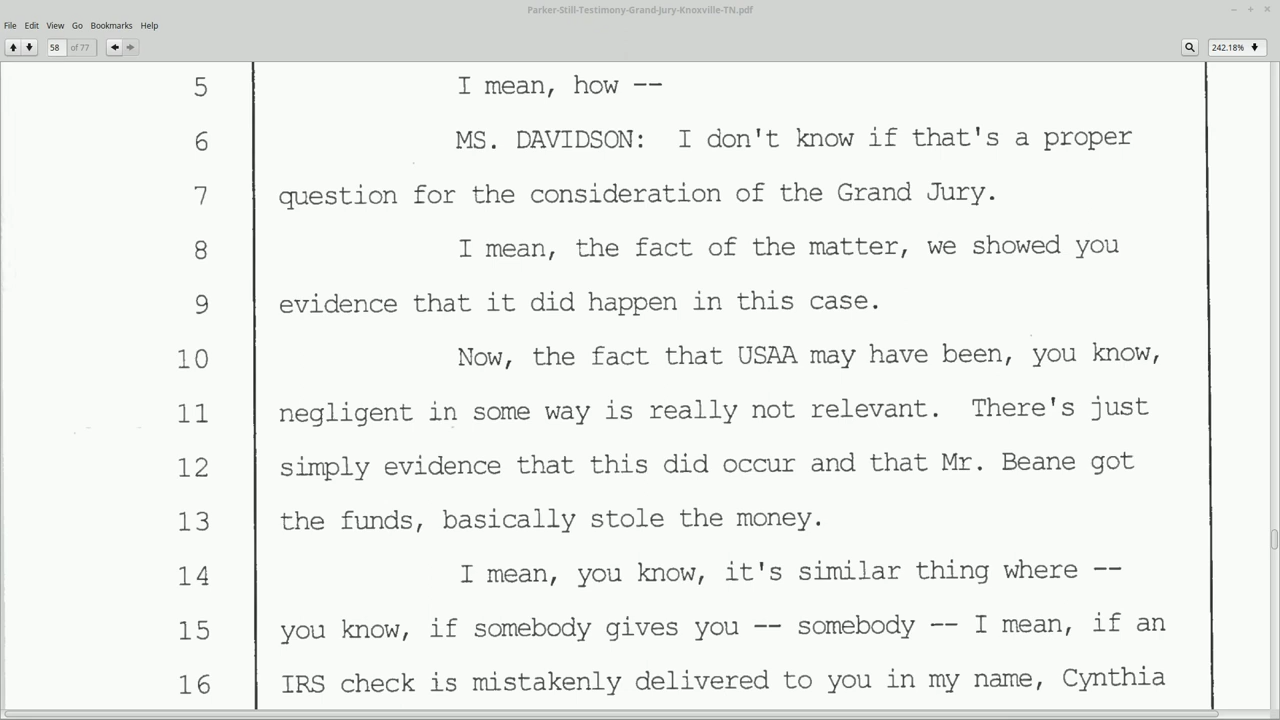 Parker-Still-Testimony-Grand-Jury-Knoxville-TN.pdf
File Edit View Go Bookmarks Help
58 of 77 242.18%
5 I mean, how --
6 MS. DAVIDSON: I don't know if that's a proper
7 question for the consideration of the Grand Jury.
8 I mean, the fact of the matter, we showed you
9 evidence that it did happen in this case.
10 Now, the fact that USAA may have been, you know,
11 negligent in some way is really not relevant. There's just
12 simply evidence that this did occur and that Mr. Beane got
13 the funds, basically stole the money.
14 I mean, you know, it's similar thing where --
15 you know, if somebody gives you -- somebody -- I mean, if an
16 IRS check is mistakenly delivered to you in my name, Cynthia